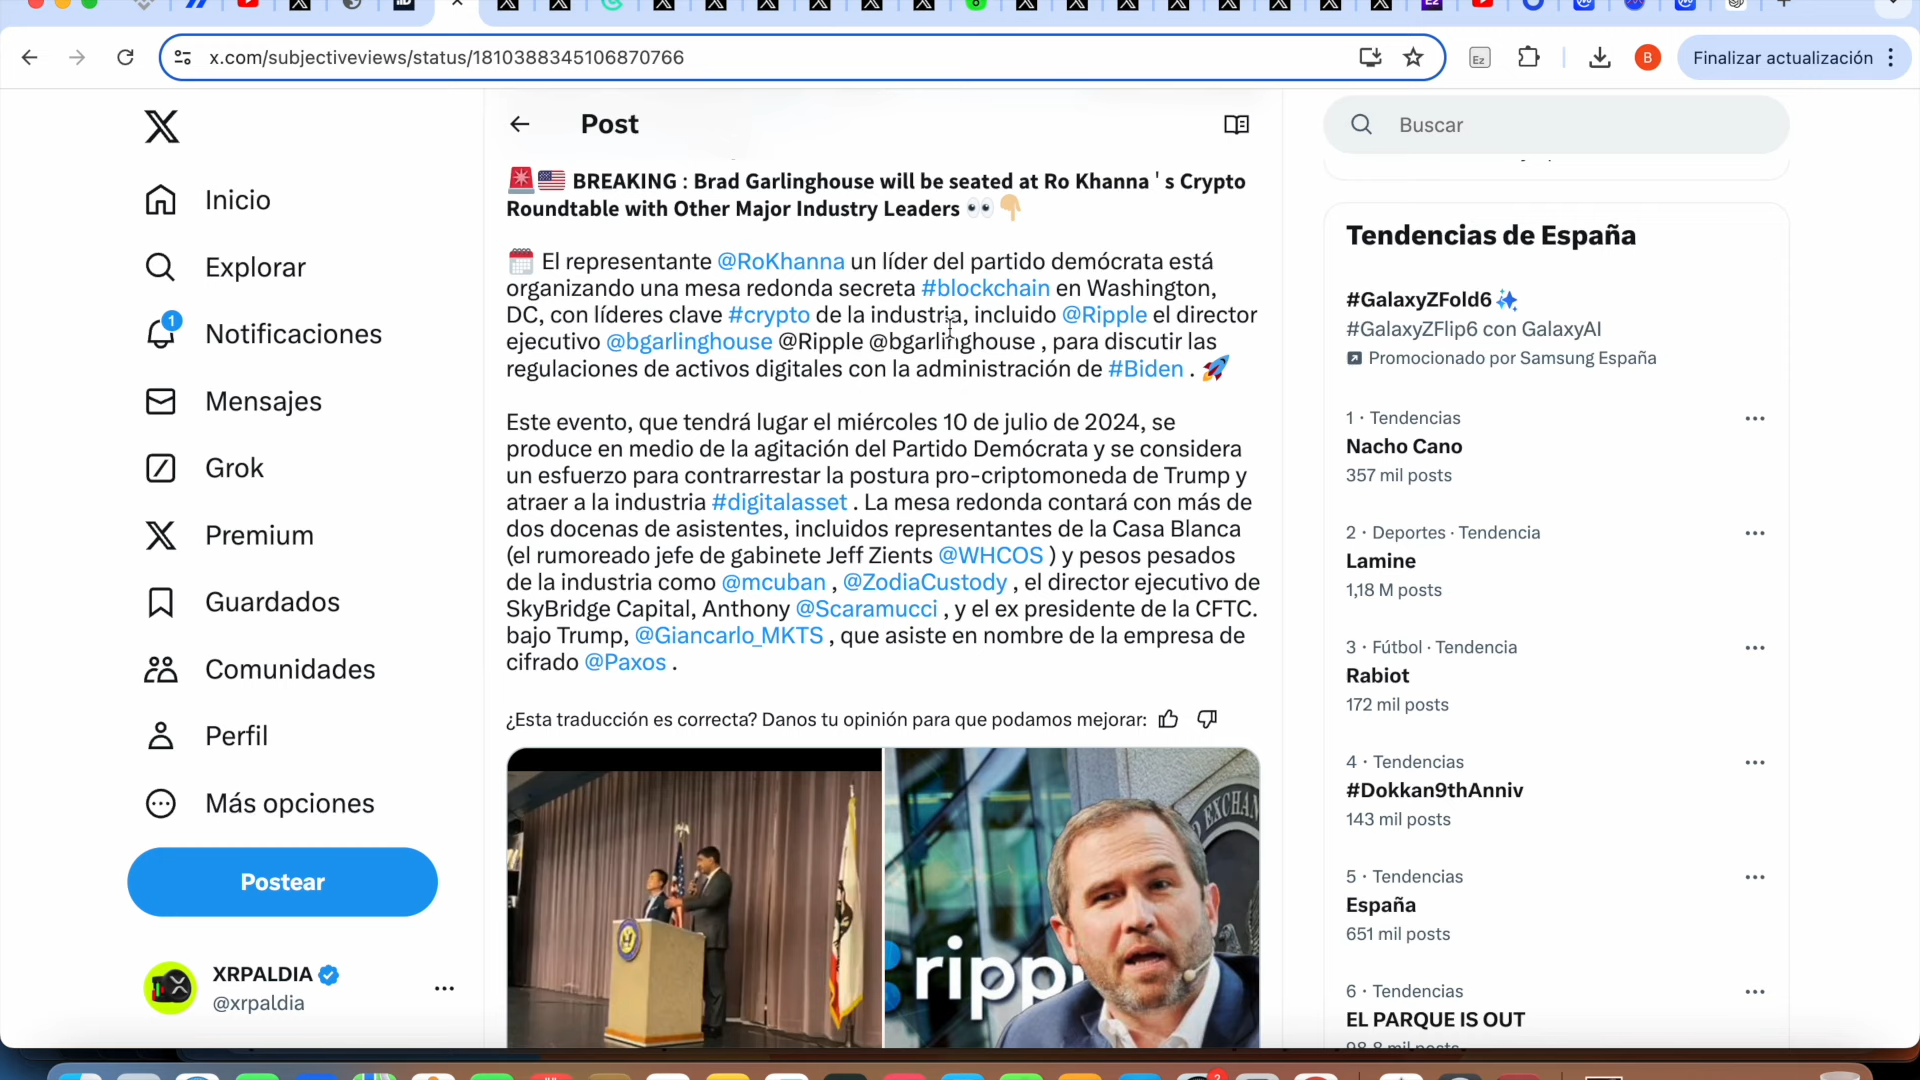 x.com/subjectiveviews/status/1810388345106870766
Ez
B
Finalizar actualización
Inicio
Explorar
1
Notificaciones
Mensajes
Grok
Premium
Guardados
Comunidades
Perfil
Más opciones
Postear
XRPALDIA
@xrpaldia
Post
BREAKING : Brad Garlinghouse will be seated at Ro Khanna ' s Crypto
Roundtable with Other Major Industry Leaders
El representante @RoKhanna un líder del partido demócrata está
organizando una mesa redonda secreta #blockchain en Washington,
DC, con líderes clave #crypto de la industria, incluido @Ripple el director
ejecutivo @bgarlinghouse @Ripple @bgarlinghouse , para discutir las
regulaciones de activos digitales con la administración de #Biden .
Este evento, que tendrá lugar el miércoles 10 de julio de 2024, se
produce en medio de la agitación del Partido Demócrata y se considera
un esfuerzo para contrarrestar la postura pro-criptomoneda de Trump y
atraer a la industria #digitalasset . La mesa redonda contará con más de
dos docenas de asistentes, incluidos representantes de la Casa Blanca
(el rumoreado jefe de gabinete Jeff Zients @WHCOS ) y pesos pesados
de la industria como @mcuban , @ZodiaCustody , el director ejecutivo de
SkyBridge Capital, Anthony @Scaramucci , y el ex presidente de la CFTC.
bajo Trump, @Giancarlo_MKTS , que asiste en nombre de la empresa de
cifrado @Paxos .
¿Esta traducción es correcta? Danos tu opinión para que podamos mejorar:
EXCHANG
ripp
Buscar
Tendencias de España
#GalaxyZFold6
#GalaxyZFlip6 con GalaxyAI
Promocionado por Samsung España
1 · Tendencias
Nacho Cano
357 mil posts
2 · Deportes · Tendencia
Lamine
1,18 M posts
3 · Fútbol · Tendencia
Rabiot
172 mil posts
4 · Tendencias
#Dokkan9thAnniv
143 mil posts
5 · Tendencias
España
651 mil posts
6 · Tendencias
EL PARQUE IS OUT
98,8 mil posts